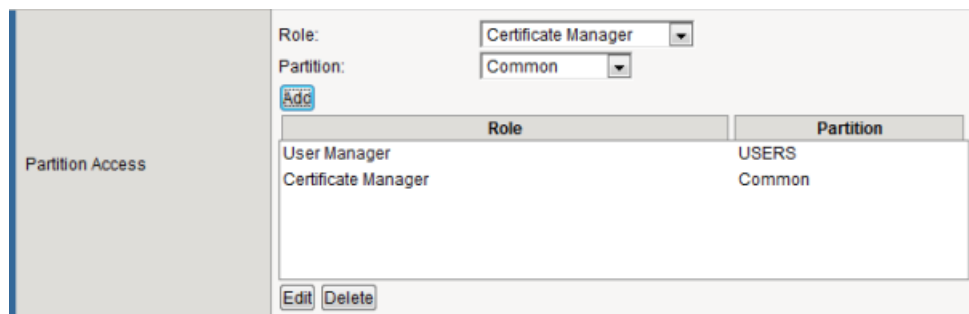 Role: Certificate Manager
Partition: Common
Add
Role Partition
Partition Access
User Manager USERS
Certificate Manager Common
Edit Delete